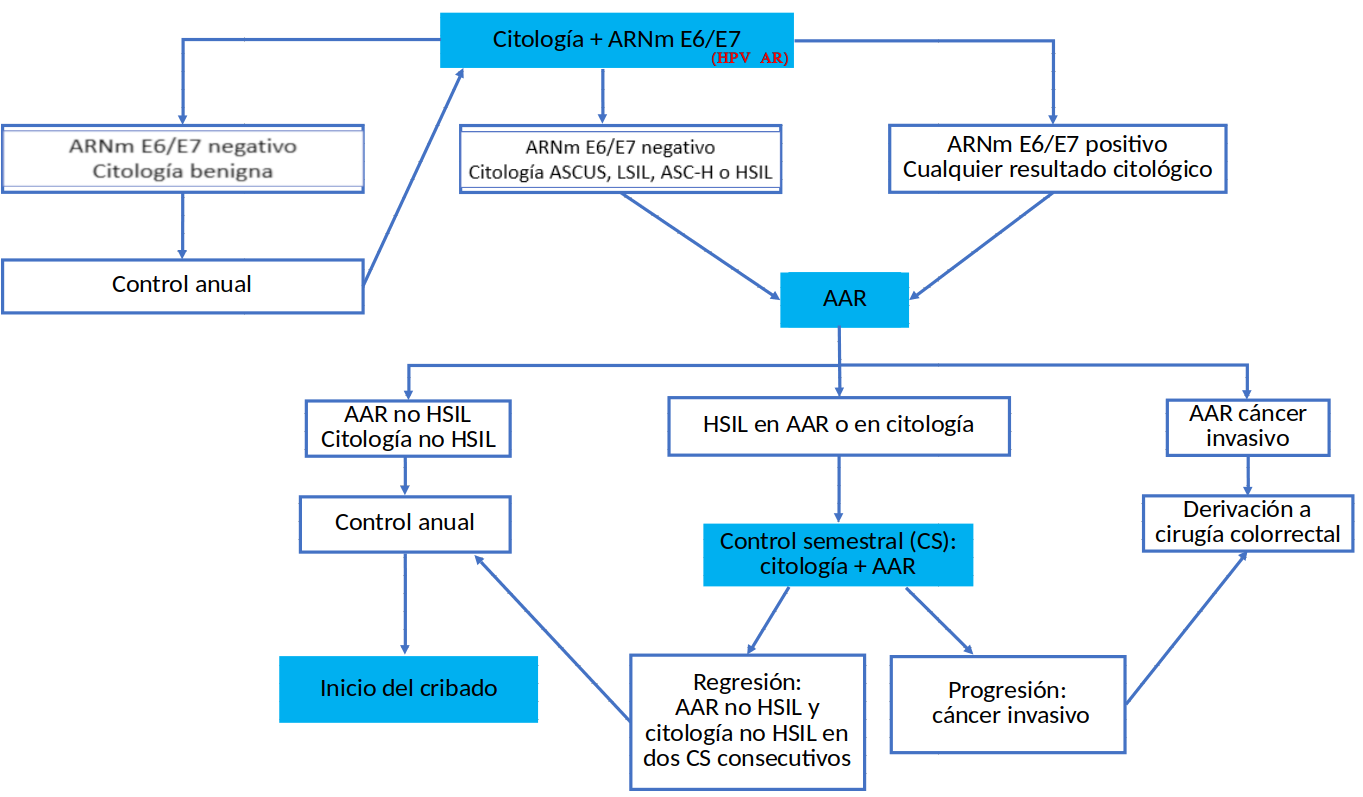 Citología + ARNm E6/E7
(HPV AR)
ARNm E6/E7 negativo
Citología benigna
ARNm E6/E7 negativo
Citología ASCUS, LSIL, ASC-H o HSIL
ARNm E6/E7 positivo
Cualquier resultado citológico
Control anual
AAR
AAR no HSIL
Citología no HSIL
HSIL en AAR o en citología
AAR cáncer
invasivo
Control anual
Control semestral (CS):
citología + AAR
Derivación a
cirugía colorrectal
Inicio del cribado
Regresión:
AAR no HSIL y
citología no HSIL en
dos CS consecutivos
Progresión:
cáncer invasivo